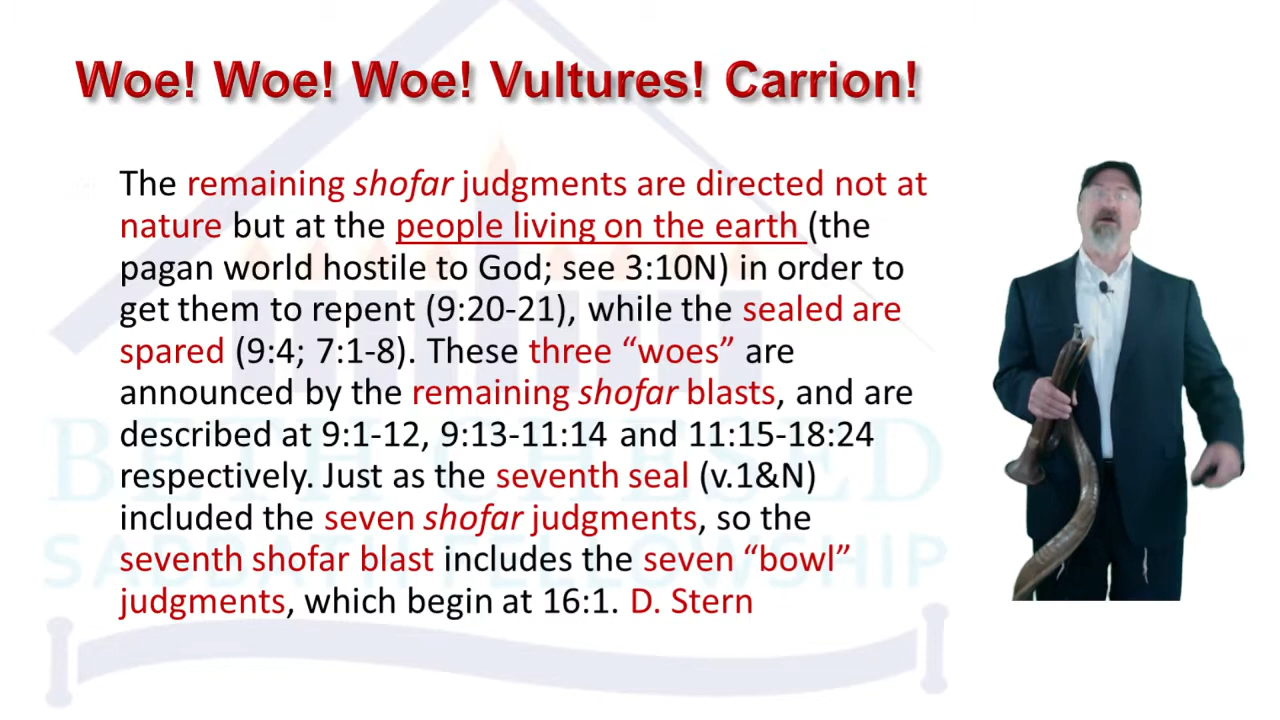 Woe! Woe! Woe! Vultures! Carrion!
The remaining shofar judgments are directed not at
nature but at the people living on the earth (the
pagan world hostile to God; see 3:10N) in order to
get them to repent (9:20-21), while the sealed are
spared (9:4; 7:1-8). These three “woes” are
announced by the remaining shofar blasts, and are
described at 9:1-12, 9:13-11:14 and 11:15-18:24
respectively. Just as the seventh seal (v.1&N)
included the seven shofar judgments, so the
seventh shofar blast includes the seven “bowl”
judgments, which begin at 16:1. D. Stern
BETH CHESED
SABBATH FELLOWSHIP